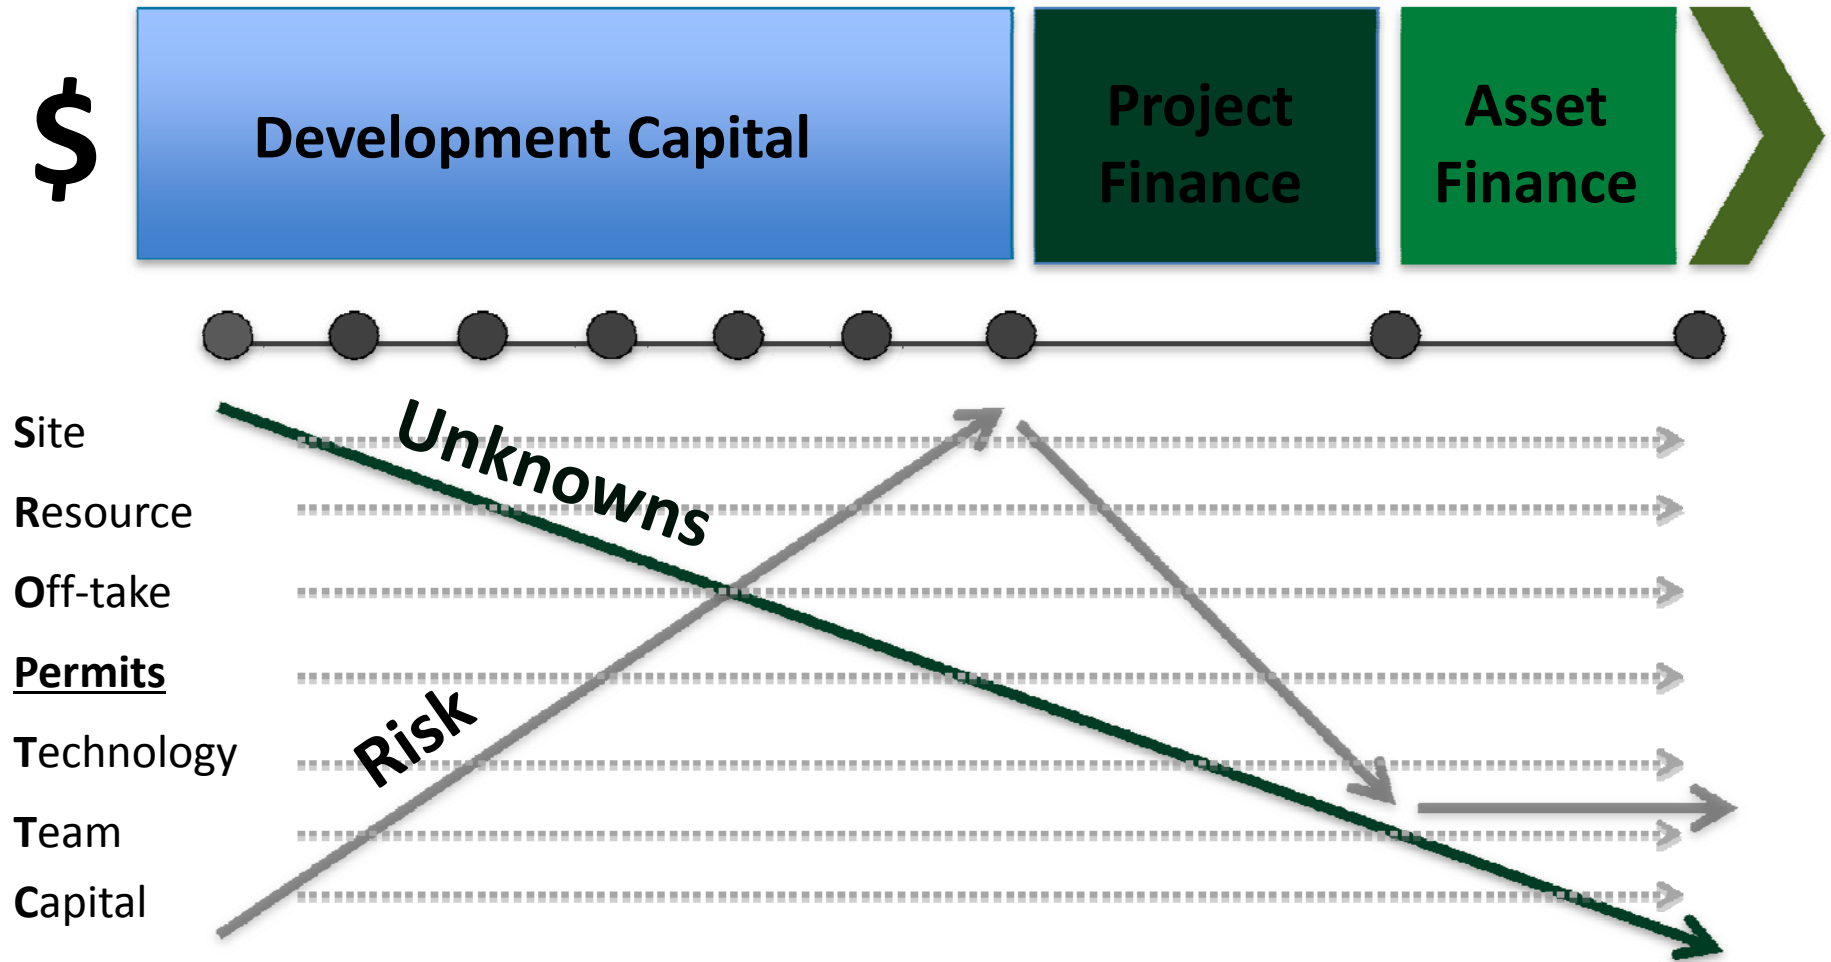 $
Development Capital
Project
Finance
Asset
Finance
Unknowns
Risk
Site
Resource
Off-take
Permits
Technology
Team
Capital